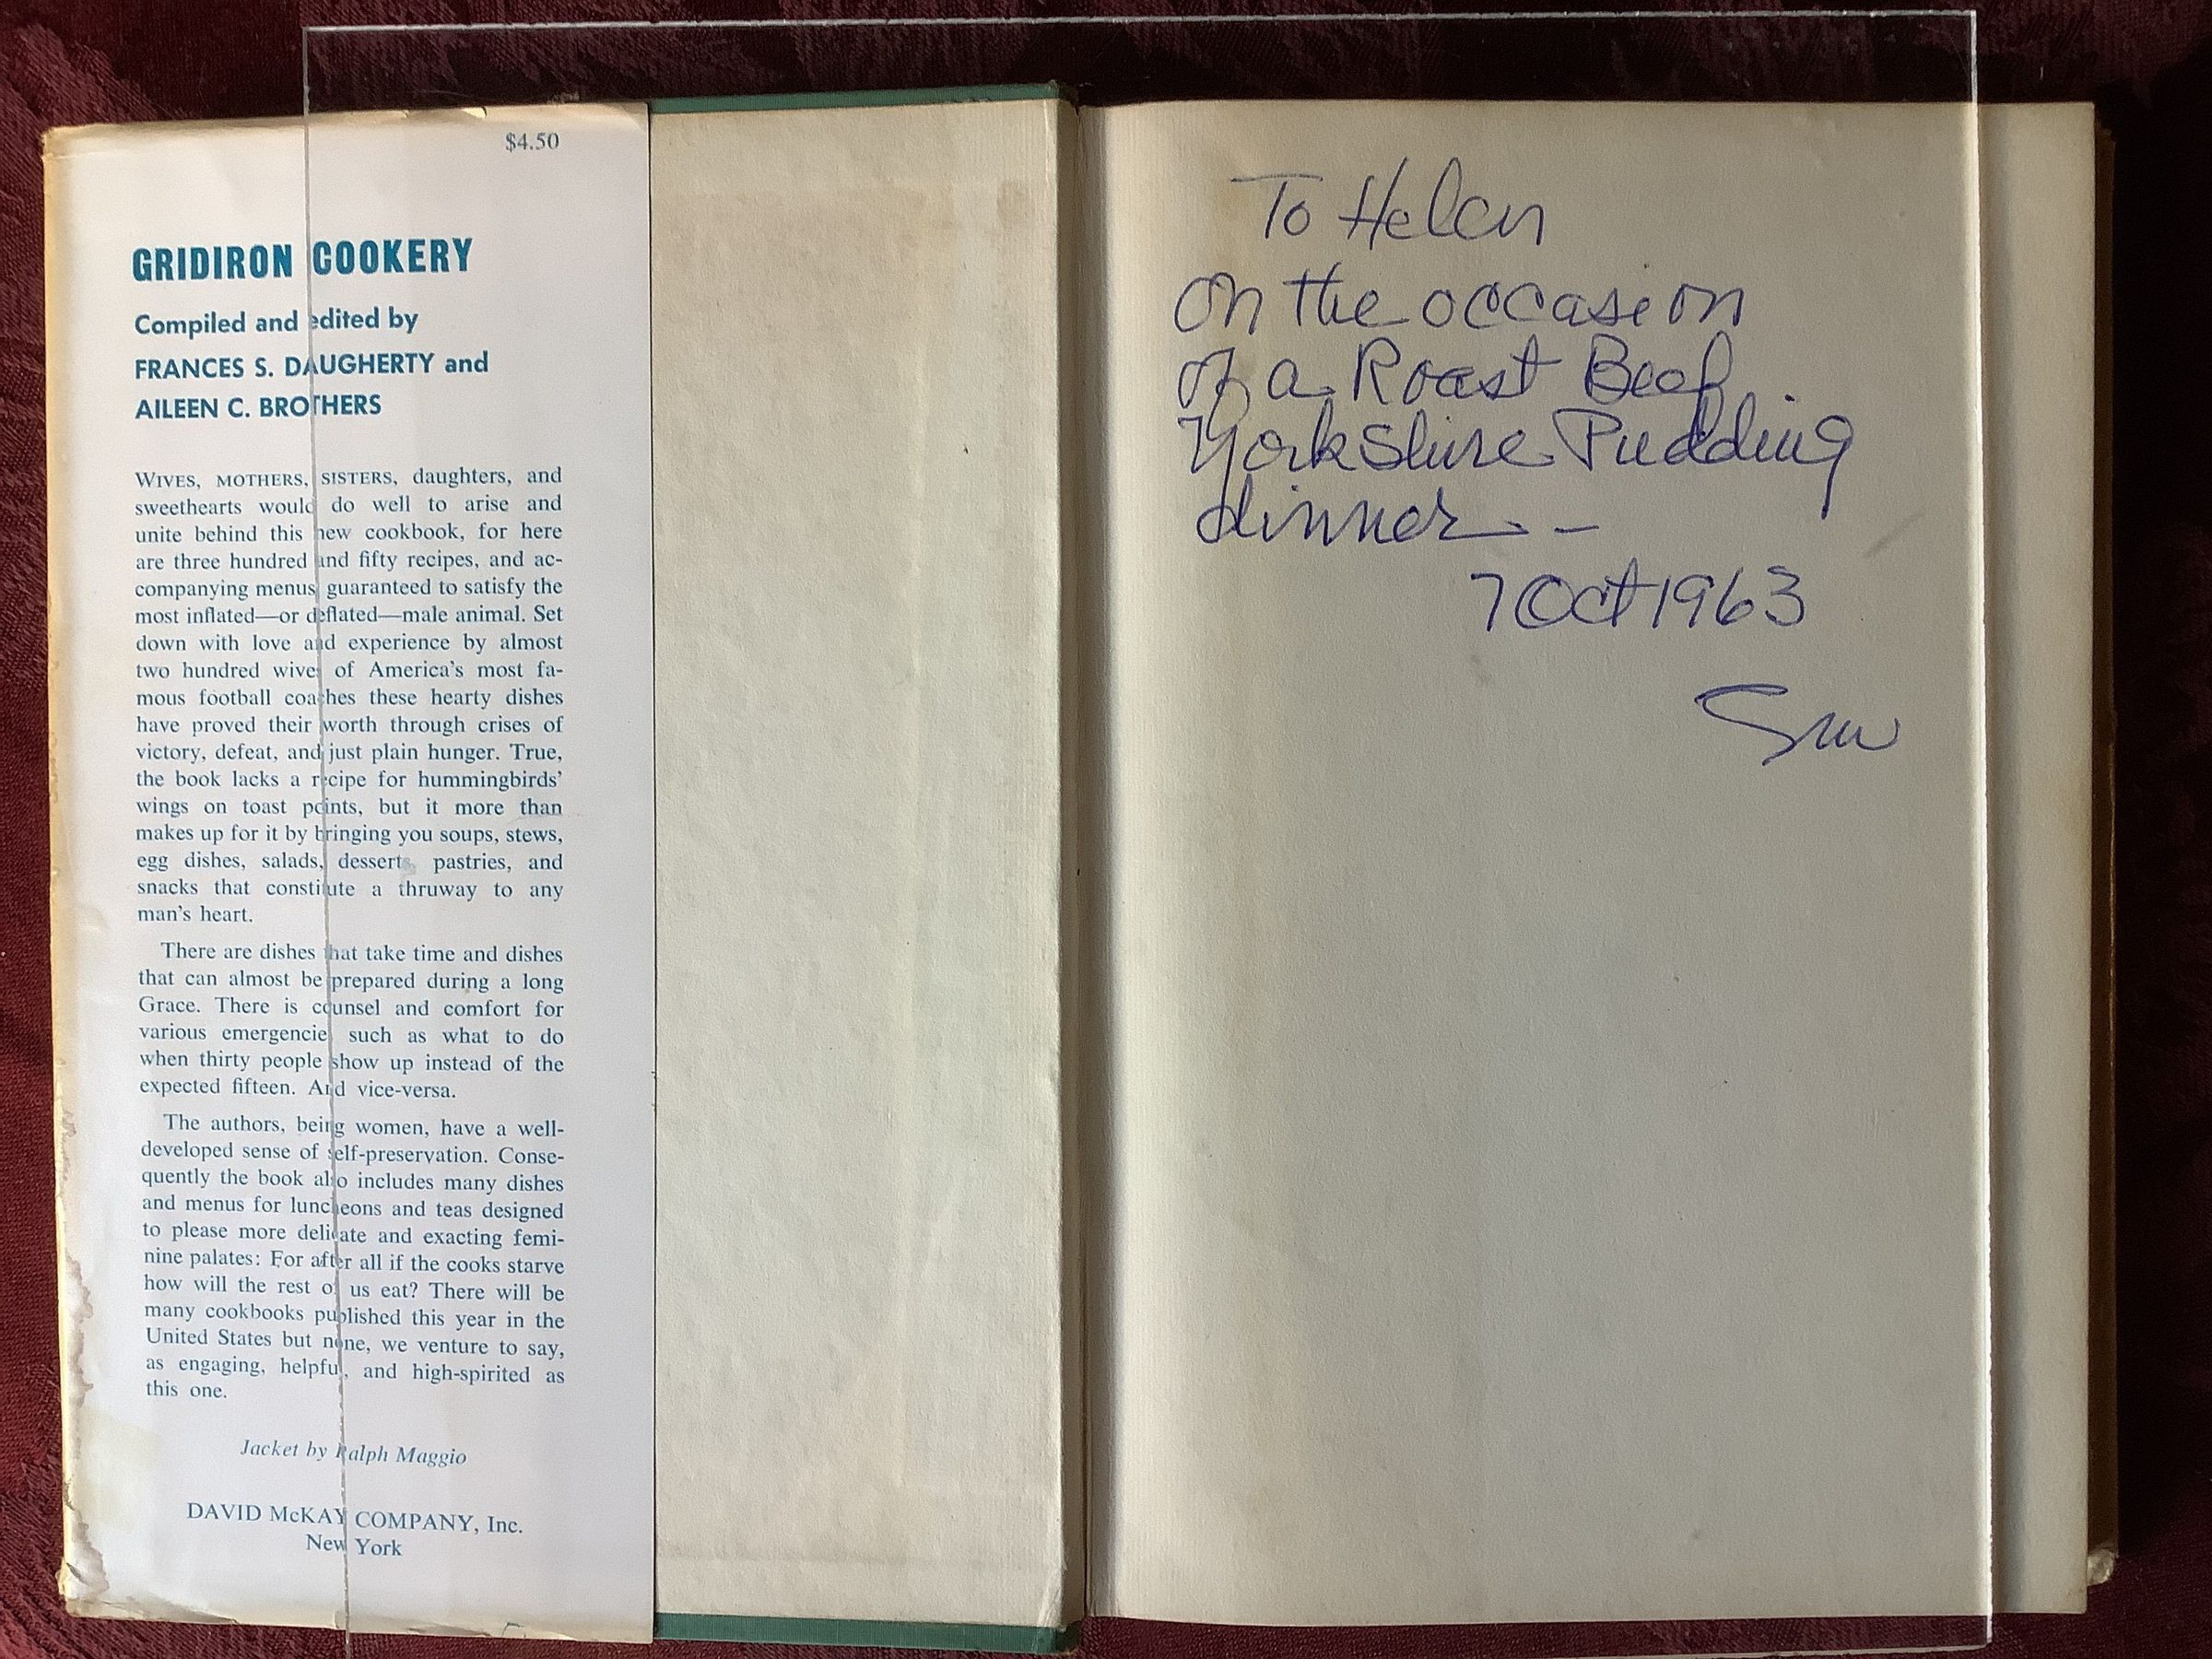 $4.50
GRIDIRON COOKERY
Compiled and edited by
FRANCES S. DAUGHERTY and
AILEEN C. BROTHERS
WIVES, MOTHERS, SISTERS, daughters, and
sweethearts would do well to arise and
unite behind this new cookbook, for here
are three hundred and fifty recipes, and ac-
companying menus guaranteed to satisfy the
most inflated—or deflated—male animal. Set
down with love and experience by almost
two hundred wives of America's most fa-
mous football coaches these hearty dishes
have proved their worth through crises of
victory, defeat, and just plain hunger. True,
the book lacks a recipe for hummingbirds'
wings on toast points, but it more than
makes up for it by bringing you soups, stews,
egg dishes, salads, desserts, pastries, and
snacks that constitute a thruway to any
man's heart.
There are dishes that take time and dishes
that can almost be prepared during a long
Grace. There is counsel and comfort for
various emergencies such as what to do
when thirty people show up instead of the
expected fifteen. And vice-versa.
The authors, being women, have a well-
developed sense of self-preservation. Conse-
quently the book also includes many dishes
and menus for luncheons and teas designed
to please more delicate and exacting femi-
nine palates: For after all if the cooks starve
how will the rest of us eat? There will be
many cookbooks published this year in the
United States but none, we venture to say,
as engaging, helpful, and high-spirited as
this one.
Jacket by Ralph Maggio
DAVID McKAY COMPANY, Inc.
New York
To Helen
on the occasion
of a Roast Beef
Yorkshire Pudding
dinner - –
7 Oct 1963